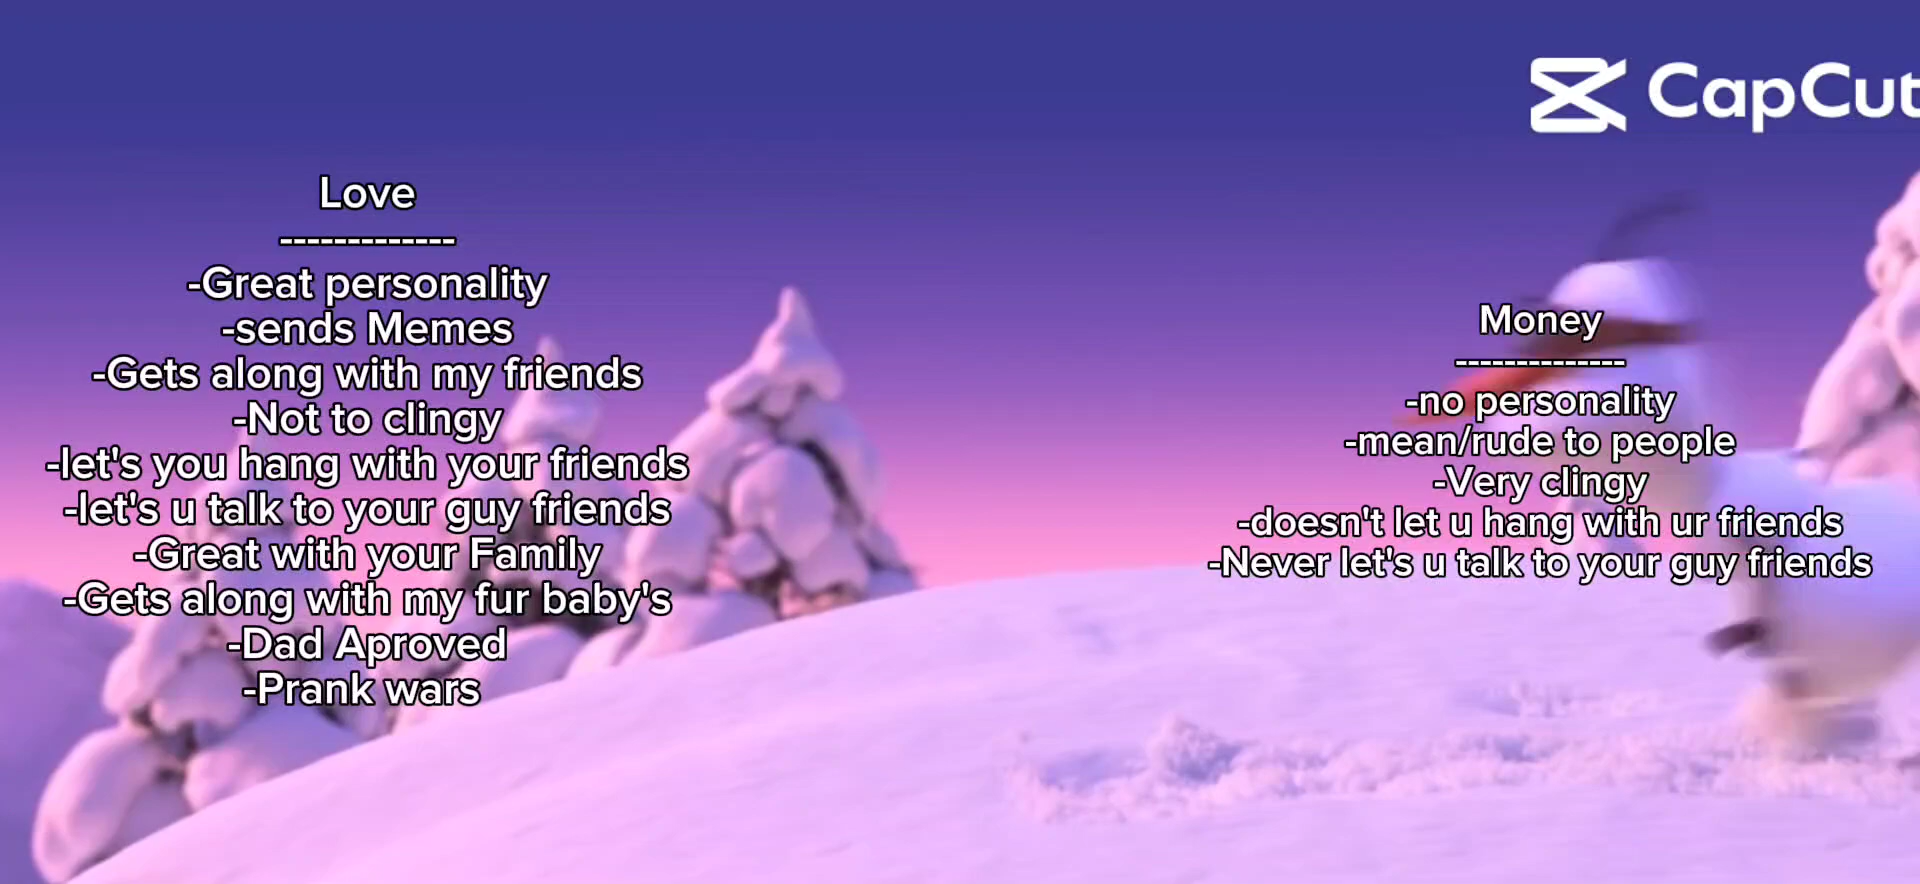 CapCut
Love
-------------
-Great personality
-sends Memes
-Gets along with my friends
-Not to clingy
-let's you hang with your friends
-let's u talk to your guy friends
-Great with your Family
-Gets along with my fur baby's
-Dad Aproved
-Prank wars
Money
--------------
-no personality
-mean/rude to people
-Very clingy
-doesn't let u hang with ur friends
-Never let's u talk to your guy friends